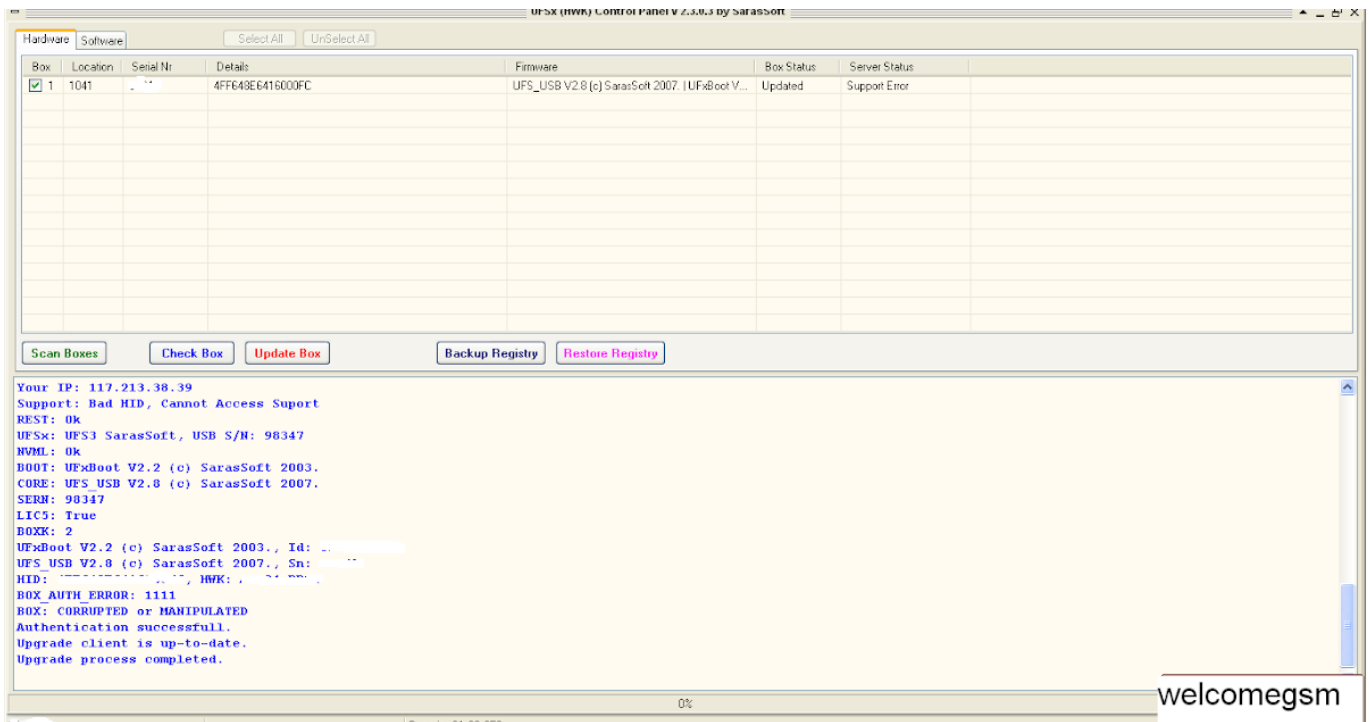 UFSx (HWK) Control Panel V 2.3.0.3 by SarasSoft
Hardware Software Select All UnSelect All
Box Location Serial Nr Details Firmware Box Status Server Status
1 1041 4FF648E6416000FC UFS_USB V2.8 (c) SarasSoft 2007. | UFxBoot V... Updated Support Error
Scan Boxes Check Box Update Box Backup Registry Restore Registry
Your IP: 117.213.38.39
Support: Bad HID, Cannot Access Suport
REST: Ok
UFSx: UFS3 SarasSoft, USB S/N: 98347
NVML: Ok
BOOT: UFxBoot V2.2 (c) SarasSoft 2003.
CORE: UFS_USB V2.8 (c) SarasSoft 2007.
SERN: 98347
LIC5: True
BOXK: 2
UFxBoot V2.2 (c) SarasSoft 2003., Id:
UFS_USB V2.8 (c) SarasSoft 2007., Sn:
HID: , HWK:
BOX_AUTH_ERROR: 1111
BOX: CORRUPTED or MANIPULATED
Authentication successfull.
Upgrade client is up-to-date.
Upgrade process completed.
0%
welcomegsm